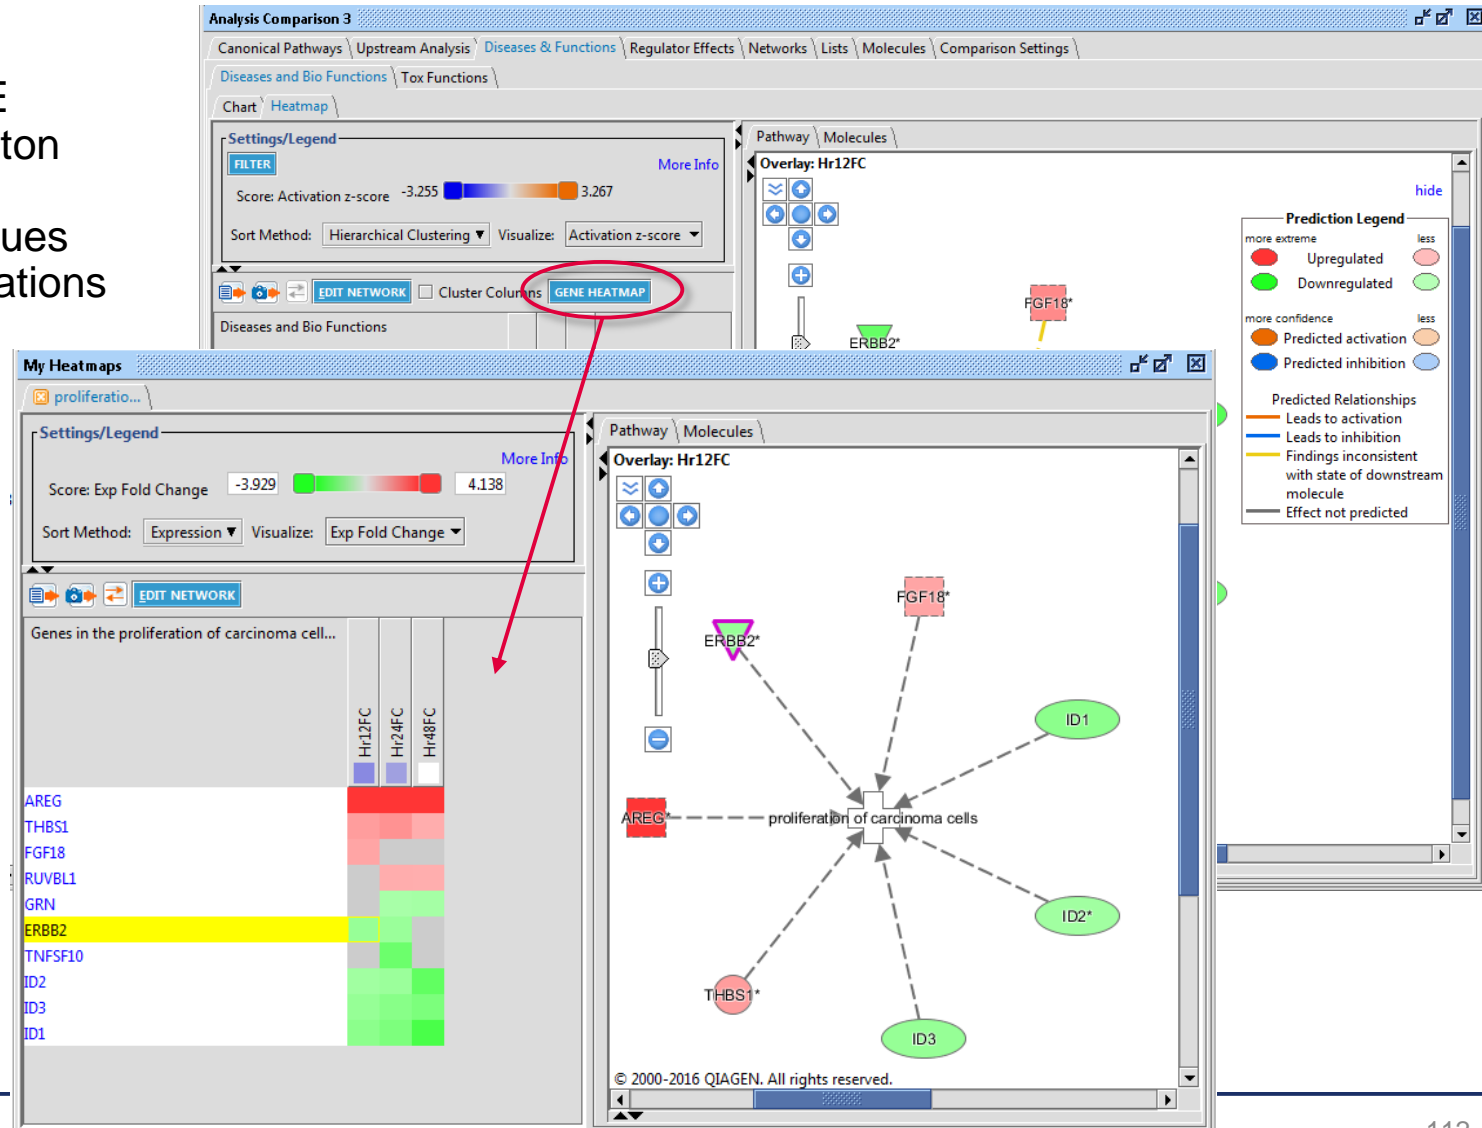 E
ton
ues
ations
Analysis Comparison 3
Canonical Pathways \ Upstream Analysis \ Diseases & Functions \ Regulator Effects \ Networks \ Lists \ Molecules \ Comparison Settings \
Diseases and Bio Functions \ Tox Functions \
Chart \ Heatmap \
Settings/Legend
FILTER
More Info
Score: Activation z-score -3.255 3.267
Sort Method: Hierarchical Clustering Visualize: Activation z-score
EDIT NETWORK Cluster Columns GENE HEATMAP
Diseases and Bio Functions
Pathway \ Molecules \
Overlay: Hr12FC
hide
FGF18*
ERBB2*
Prediction Legend
more extreme less
Upregulated
Downregulated
more confidence less
Predicted activation
Predicted inhibition
Predicted Relationships
Leads to activation
Leads to inhibition
Findings inconsistent
with state of downstream
molecule
Effect not predicted
My Heatmaps
proliferatio...
Settings/Legend
More Info
Score: Exp Fold Change -3.929 4.138
Sort Method: Expression Visualize: Exp Fold Change
EDIT NETWORK
Genes in the proliferation of carcinoma cell...
Hr12FC
Hr24FC
Hr48FC
AREG
THBS1
FGF18
RUVBL1
GRN
ERBB2
TNFSF10
ID2
ID3
ID1
Pathway \ Molecules \
Overlay: Hr12FC
FGF18*
ERBB2*
ID1
AREG*
proliferation of carcinoma cells
ID2*
THBS1*
ID3
© 2000-2016 QIAGEN. All rights reserved.